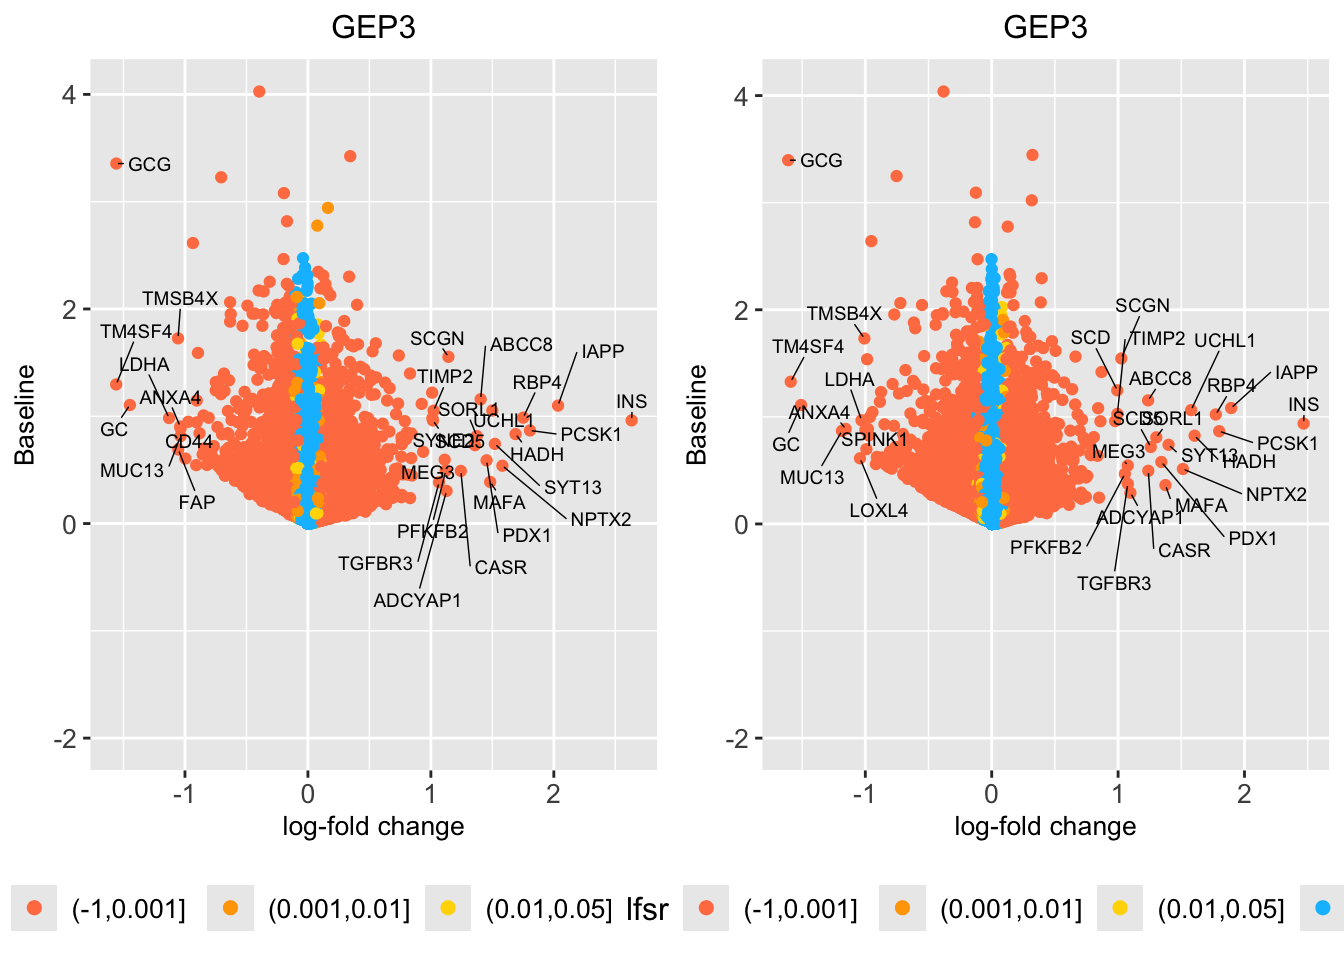 GEP3
4
2
0
-2
Baseline
GCG
TMSB4X
TM4SF4
LDHA
ANXA4
GC
CD44
MUC13
FAP
SCGN
ABCC8
IAPP
TIMP2
RBP4
INS
SORL1
UCHL1
PCSK1
HADH
MEG3
SYT13
MAFA
NPTX2
PFKFB2
PDX1
TGFBR3
CASR
ADCYAP1
-1
0
1
2
log-fold change
GEP3
4
2
0
-2
Baseline
GCG
TMSB4X
TM4SF4
LDHA
ANXA4
GC
SPINK1
MUC13
LOXL4
SCGN
SCD
TIMP2
UCHL1
ABCC8
RBP4
IAPP
INS
SORL1
PCSK1
MEG3
SYT13
HADH
NPTX2
MAFA
ADCYAP1
PFKFB2
PDX1
CASR
TGFBR3
-1
0
1
2
log-fold change
(-1,0.001] (0.001,0.01] (0.01,0.05] lfsr (-1,0.001] (0.001,0.01] (0.01,0.05]